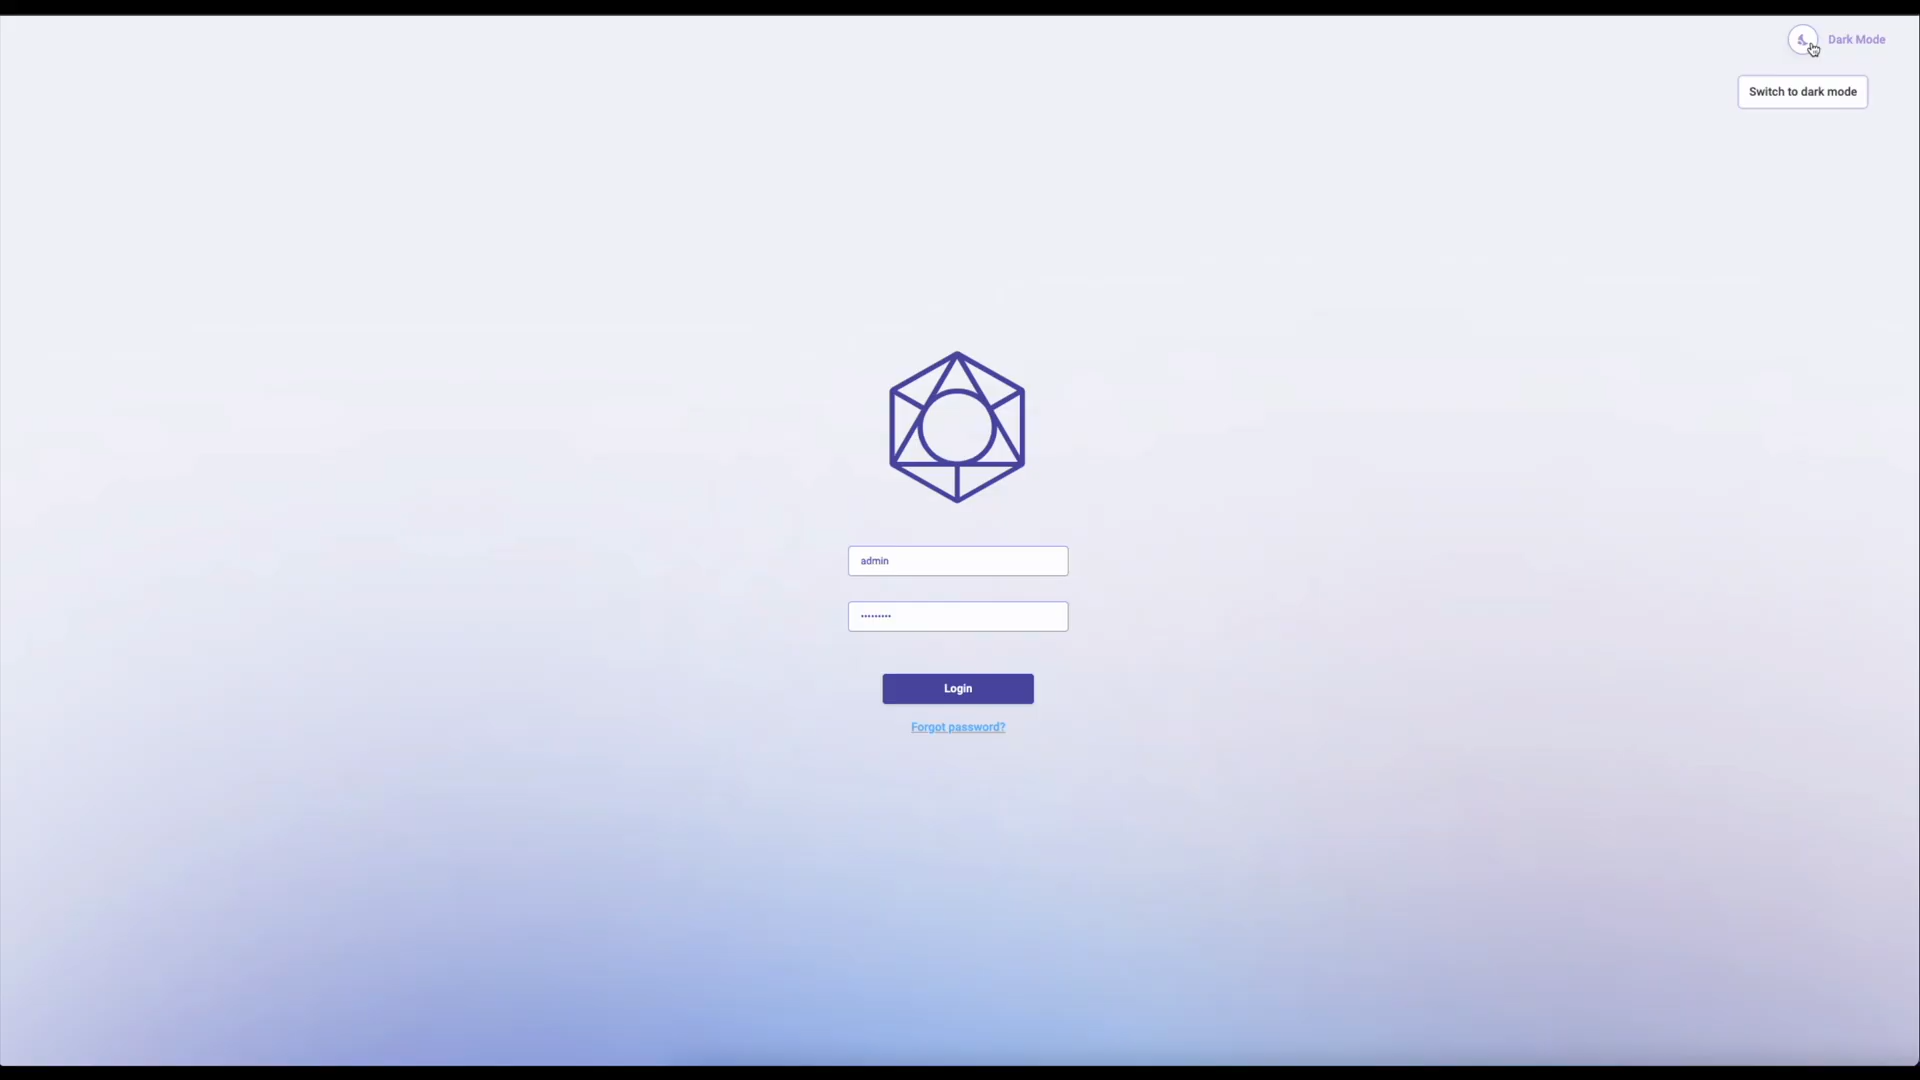 Dark Mode
Switch to dark mode
admin
•••••••••
Login
Forgot password?